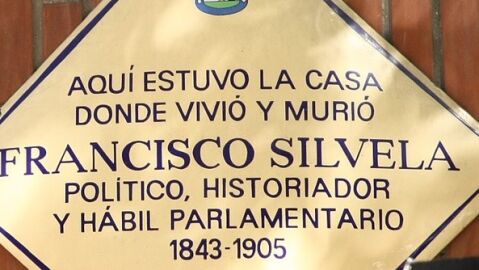 AQUÍ ESTUVO LA CASA
DONDE VIVIÓ Y MURIÓ
FRANCISCO SILVELA
POLÍTICO, HISTORIADOR
Y HÁBIL PARLAMENTARIO
1843-1905